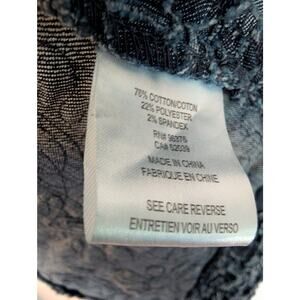 76% COTTON/COTON
22% POLYESTER
2% SPANDEX
RN# 96376
CA# 52039
MADE IN CHINA
FABRIQUE EN CHINE
SEE CARE REVERSE
ENTRETIEN VOIR AU VERSO